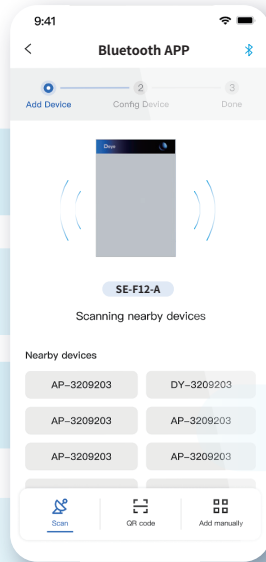 9:41
Bluetooth APP
1 2 3
Add Device Config Device Done
SE-F12-A
Scanning nearby devices
Nearby devices
AP-3209203 DY-3209203
AP-3209203 AP-3209203
AP-3209203 AP-3209203
Scan QR code Add manually